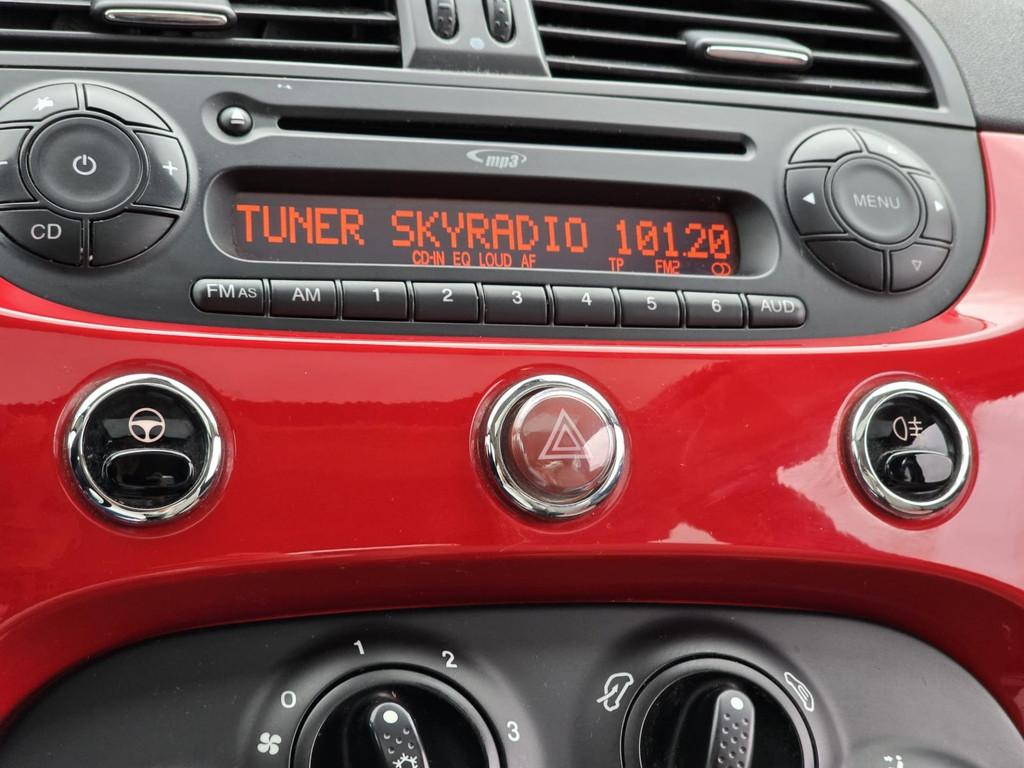 mp3
MENU
TUNER SKYRADIO 101.20
CD-IN EQ LOUD AF TP FM2
CD
FM AS AM 1 2 3 4 5 6 AUD
0 1 2 3